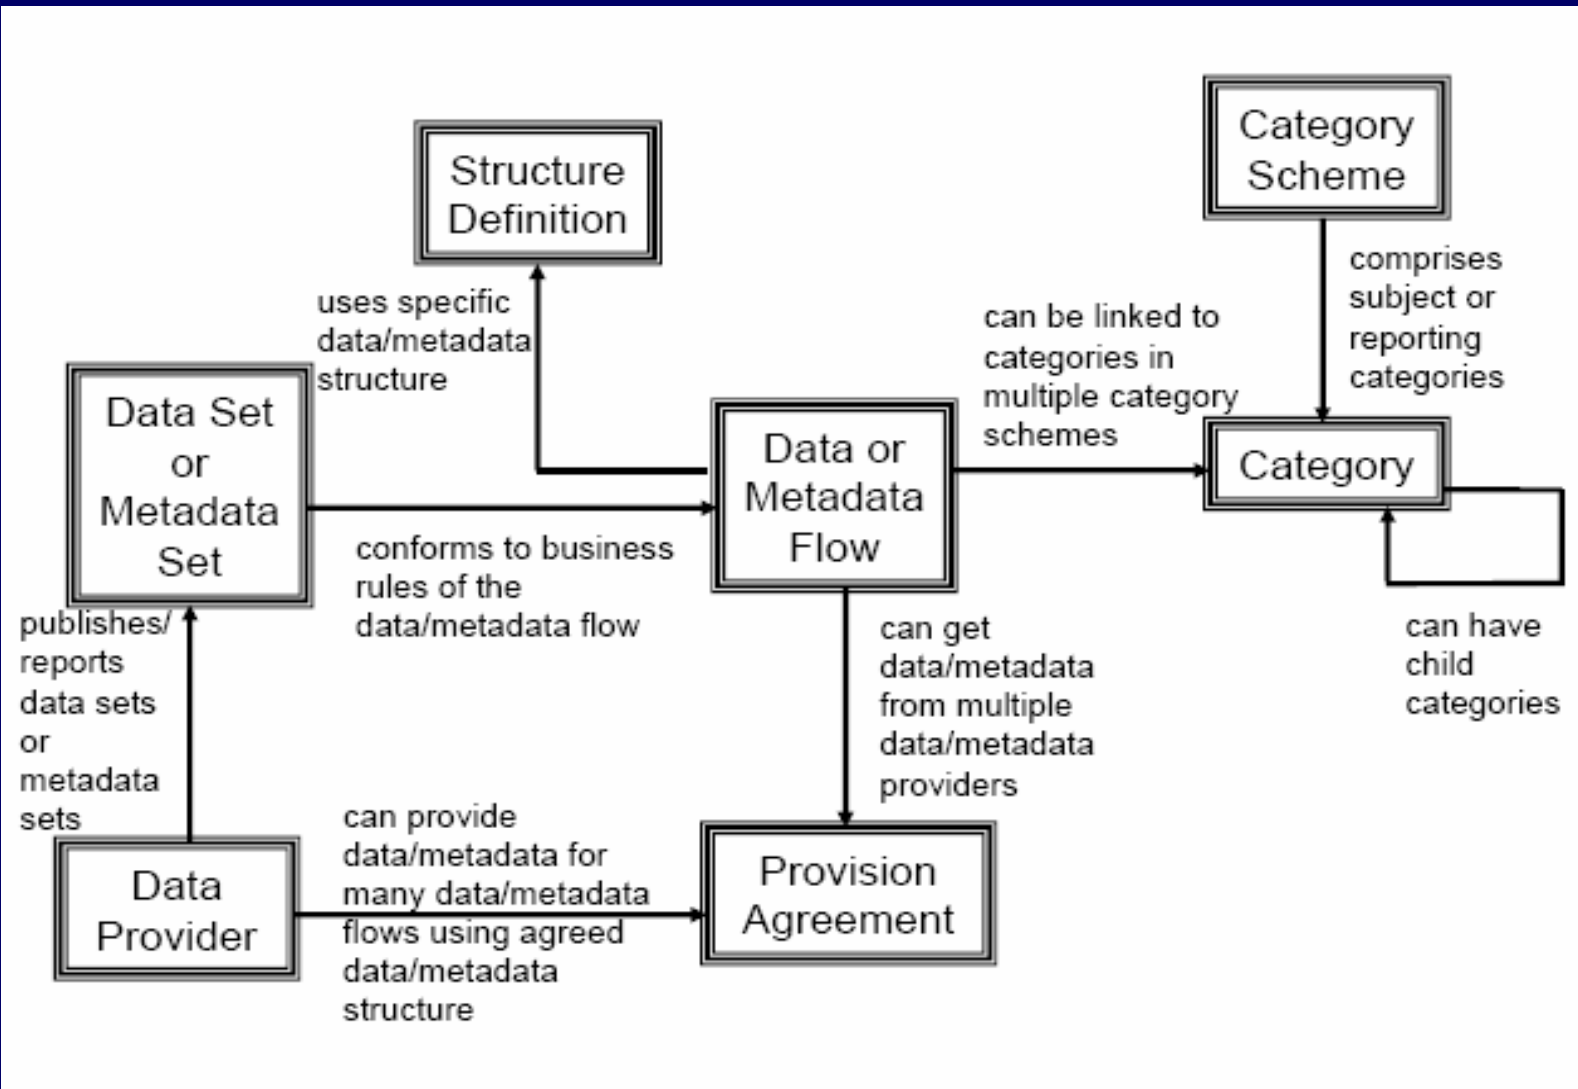 Category
Scheme
Structure
Definition
comprises
subject or
reporting
categories
uses specific
data/metadata
structure
can be linked to
categories in
multiple category
schemes
Data Set
or
Metadata
Set
Data or
Metadata
Flow
Category
conforms to business
rules of the
data/metadata flow
publishes/
reports
data sets
or
metadata
sets
can get
data/metadata
from multiple
data/metadata
providers
can have
child
categories
can provide
data/metadata for
many data/metadata
flows using agreed
data/metadata
structure
Data
Provider
Provision
Agreement